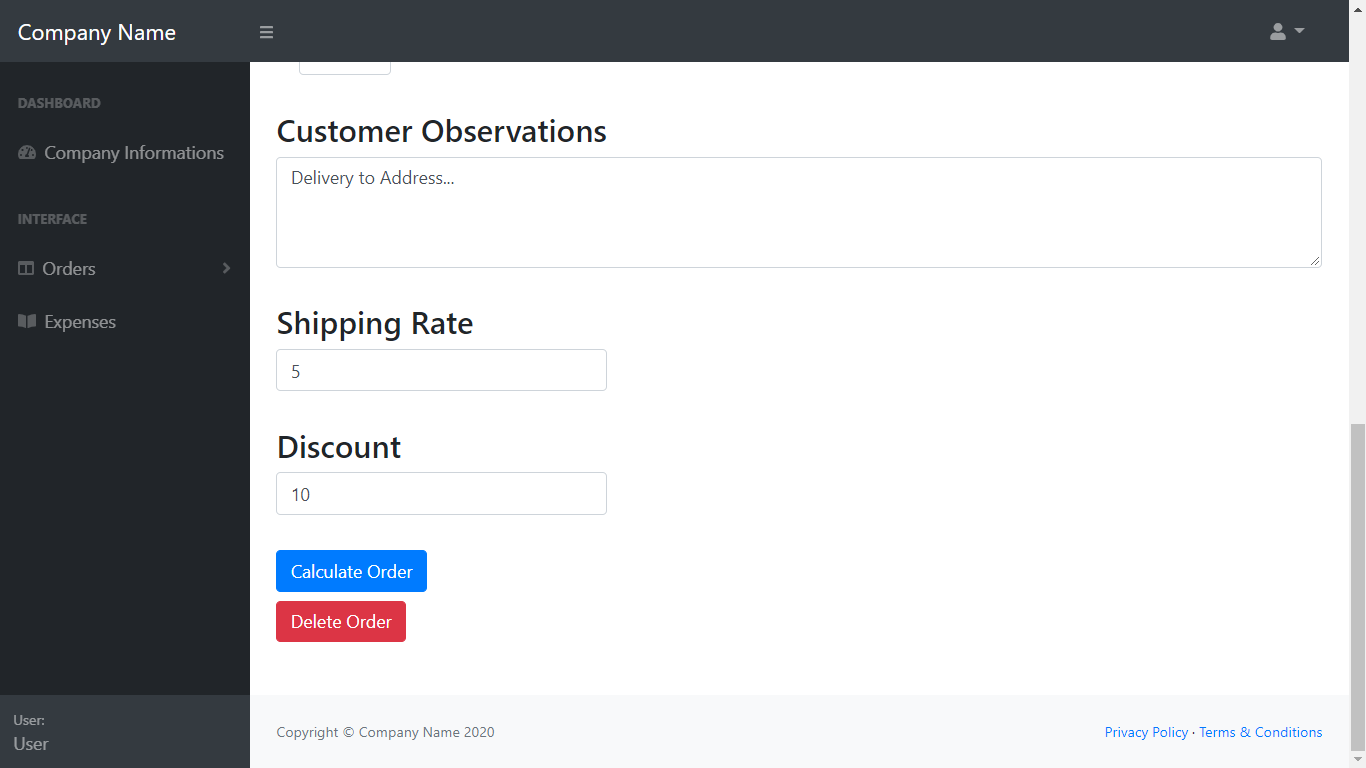 Company Name
DASHBOARD
Company Informations
INTERFACE
Orders
Expenses
User:
User
Customer Observations
Delivery to Address...
Shipping Rate
5
Discount
10
Calculate Order
Delete Order
Copyright © Company Name 2020
Privacy Policy · Terms & Conditions